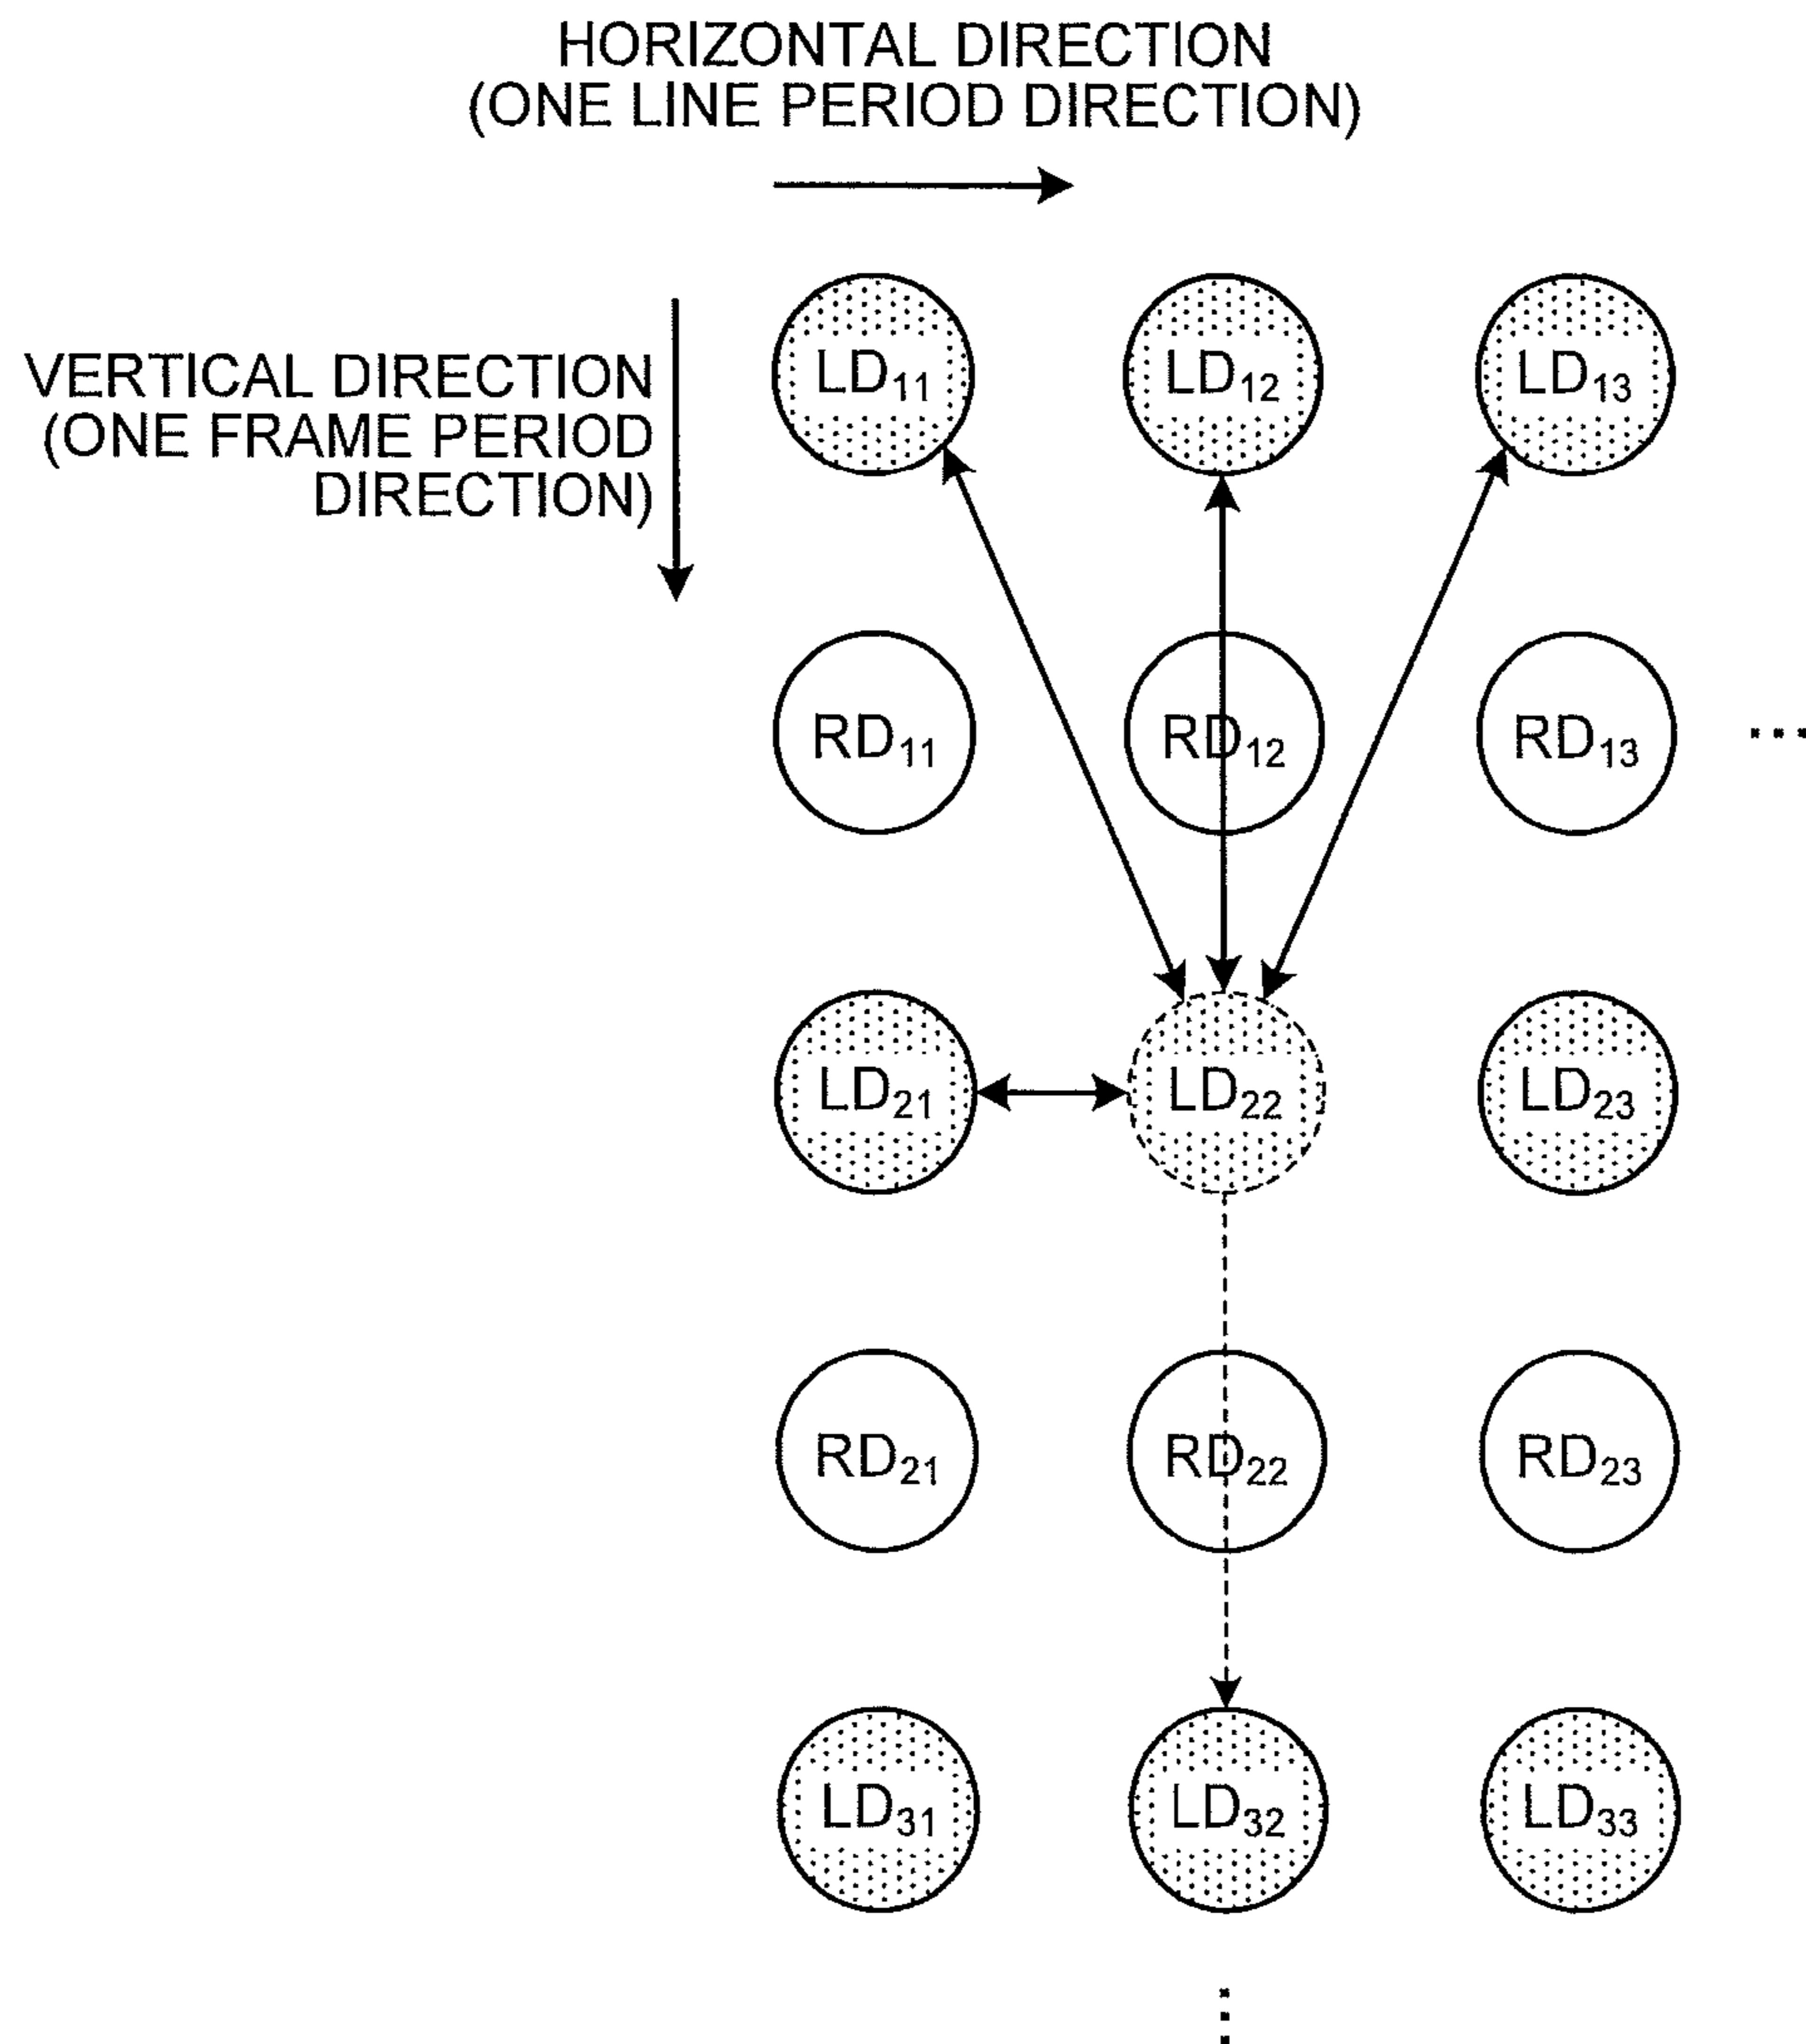 HORIZONTAL DIRECTION
(ONE LINE PERIOD DIRECTION)
VERTICAL DIRECTION
(ONE FRAME PERIOD
DIRECTION)
LD11 LD12 LD13
RD11 RD12 RD13 ...
LD21 LD22 LD23
RD21 RD22 RD23
LD31 LD32 LD33